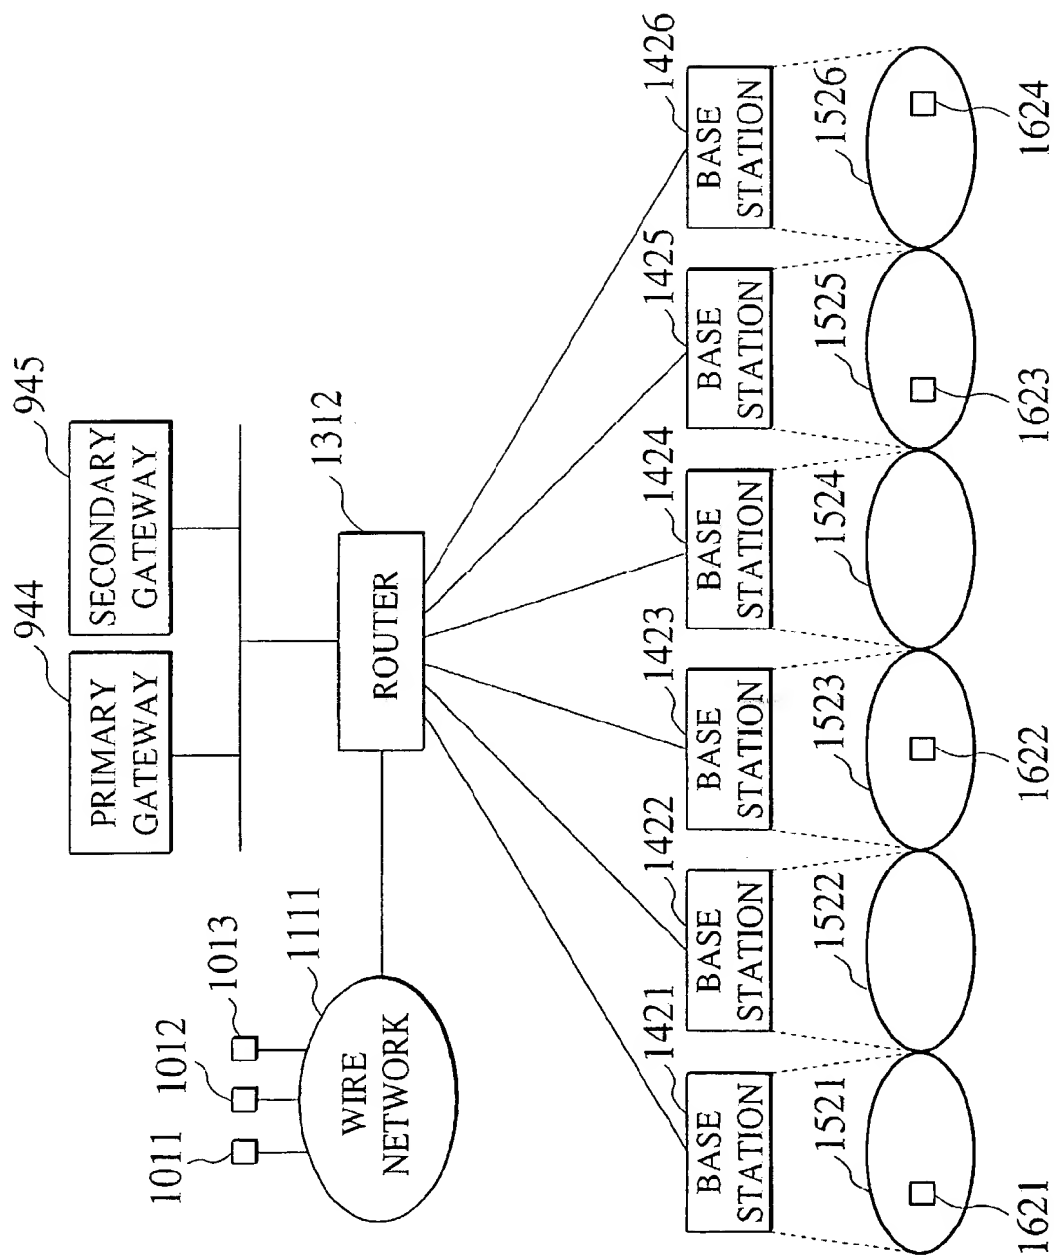 944
PRIMARY
GATEWAY
945
SECONDARY
GATEWAY
1011
1012
1013
1111
WIRE
NETWORK
1312
ROUTER
1421
BASE
STATION
1422
BASE
STATION
1423
BASE
STATION
1424
BASE
STATION
1425
BASE
STATION
1426
BASE
STATION
1521
1522
1523
1524
1525
1526
1621
1622
1623
1624